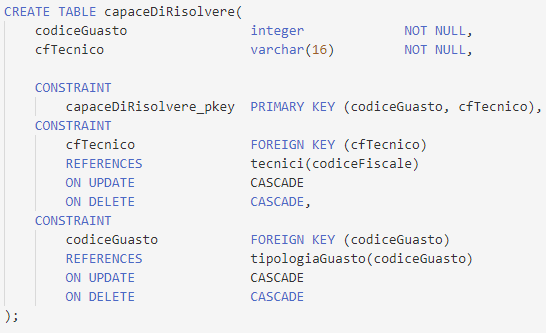 CREATE TABLE capaceDiRisolvere(
codiceGuasto integer NOT NULL,
cfTecnico varchar(16) NOT NULL,
CONSTRAINT
capaceDiRisolvere_pkey PRIMARY KEY (codiceGuasto, cfTecnico),
CONSTRAINT
cfTecnico FOREIGN KEY (cfTecnico)
REFERENCES tecnici(codiceFiscale)
ON UPDATE CASCADE
ON DELETE CASCADE,
CONSTRAINT
codiceGuasto FOREIGN KEY (codiceGuasto)
REFERENCES tipologiaGuasto(codiceGuasto)
ON UPDATE CASCADE
ON DELETE CASCADE
);